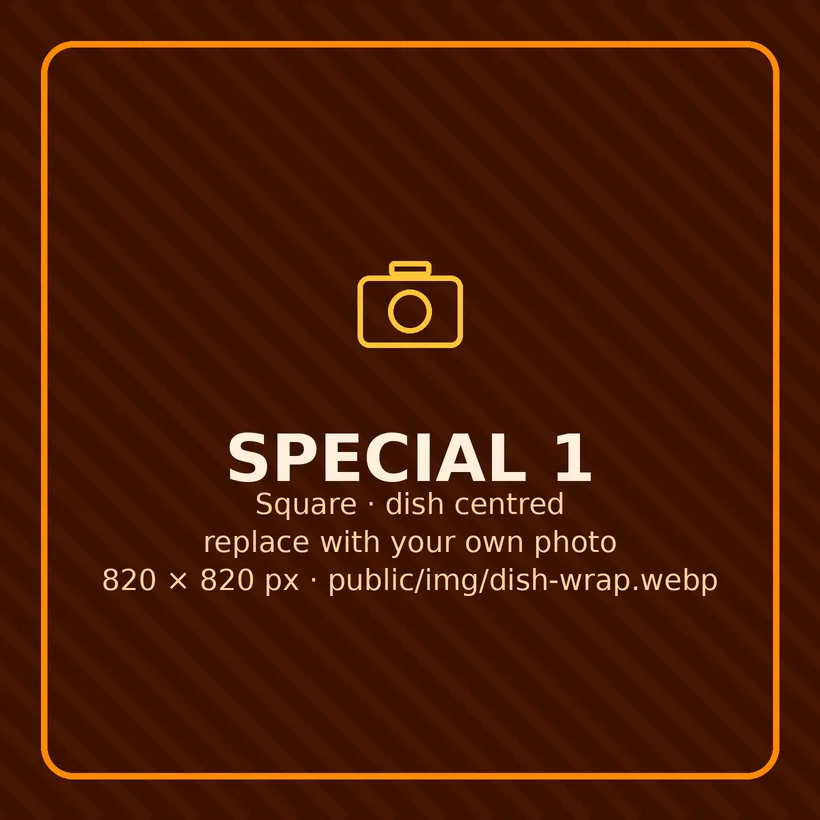 SPECIAL 1
Square · dish centred
replace with your own photo
820 × 820 px · public/img/dish-wrap.webp